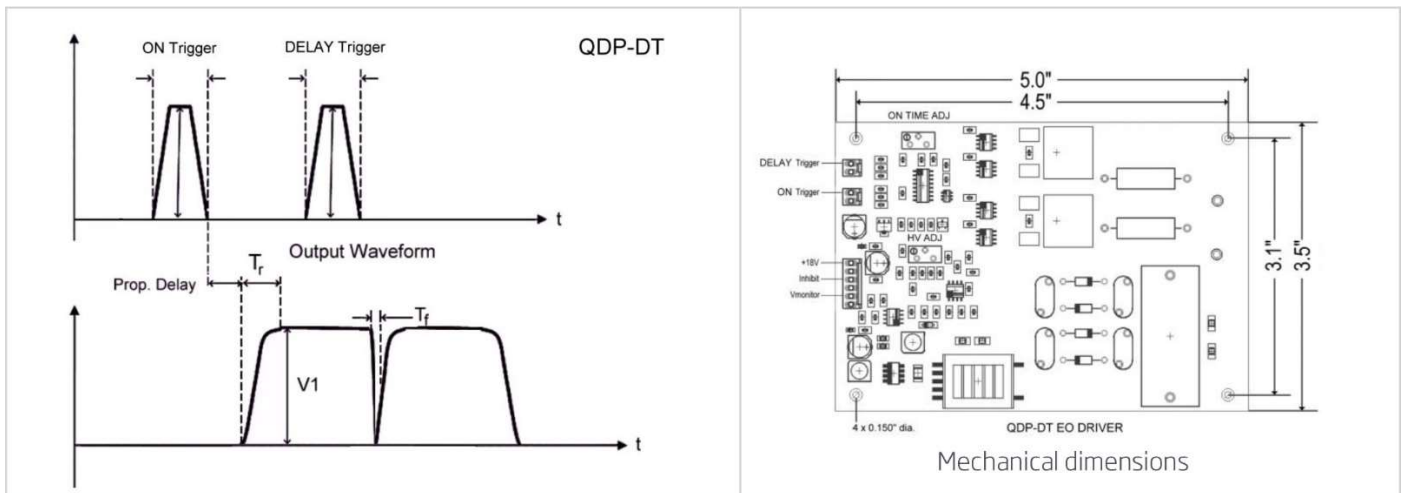 QDP-DT
ON Trigger
DELAY Trigger
t
Output Waveform
Tr
Prop. Delay
Tf
V1
t
5.0"
4.5"
ON TIME ADJ
DELAY Trigger
ON Trigger
HV ADJ
+18V
Inhibit
Vmonitor
3.1"
3.5"
4 x 0.150" dia.
QDP-DT EO DRIVER
Mechanical dimensions